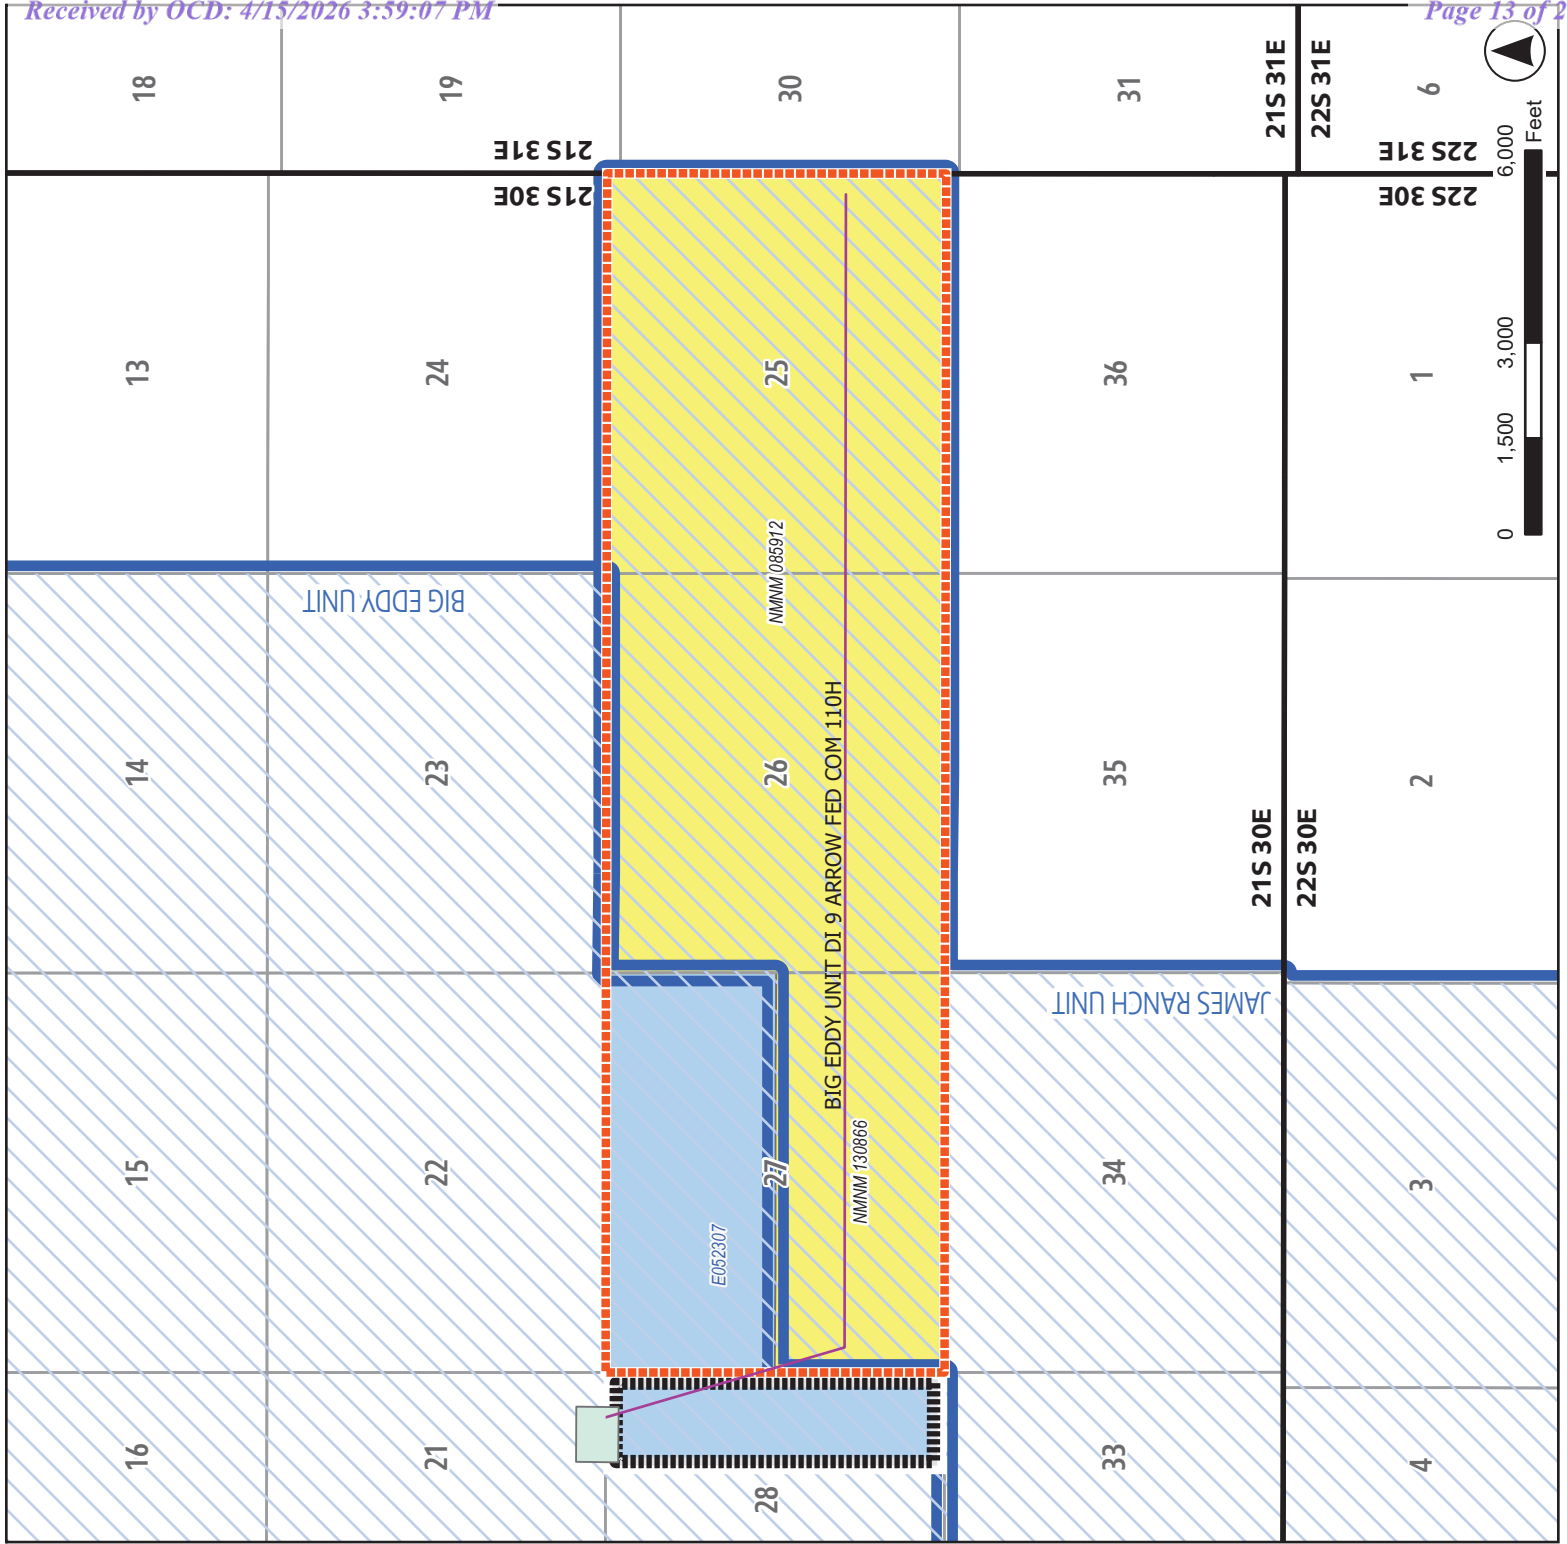 Received by OCD: 4/15/2026 3:59:07 PM
Page 13 of 2
18
19
30
31
6
21S 31E
21S 30E
21S 31E
22S 31E
22S 31E
22S 30E
13
24
25
36
1
NMNM 085912
BIG EDDY UNIT
14
23
26
35
2
BIG EDDY UNIT DI 9 ARROW FED COM 110H
21S 30E
22S 30E
JAMES RANCH UNIT
15
22
27
34
3
E052307
NMNM 130866
16
21
28
33
4
0
1,500
3,000
6,000
Feet